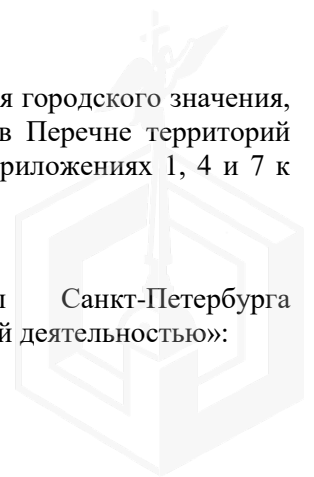 я городского значения,
в Перечне территорий
риложениях 1, 4 и 7 к
Санкт-Петербурга
й деятельностью»: